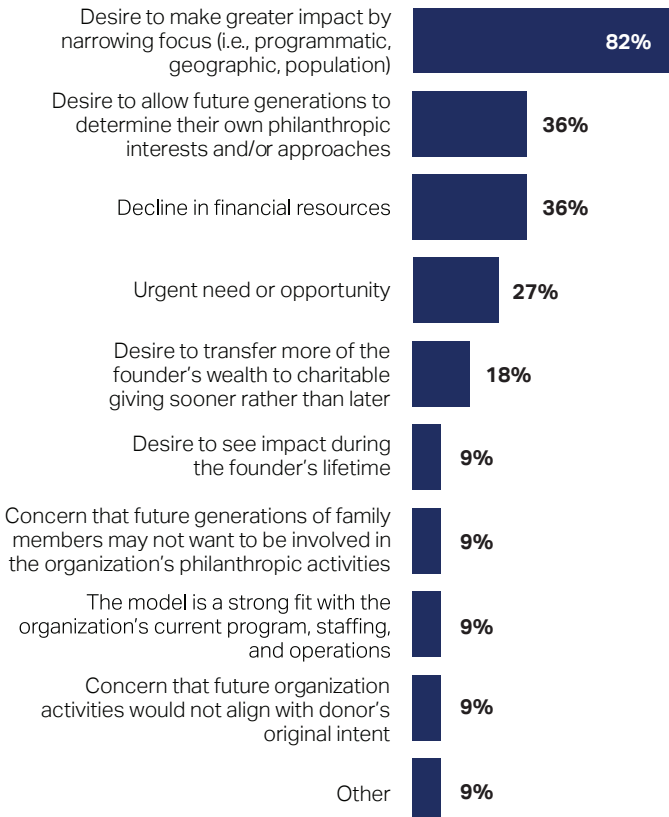 Desire to make greater impact by
narrowing focus (i.e., programmatic,
geographic, population)
82%
Desire to allow future generations to
determine their own philanthropic
interests and/or approaches
36%
Decline in financial resources
36%
Urgent need or opportunity
27%
Desire to transfer more of the
founder's wealth to charitable
giving sooner rather than later
18%
Desire to see impact during
the founder's lifetime
9%
Concern that future generations of family
members may not want to be involved in
the organization's philanthropic activities
9%
The model is a strong fit with the
organization's current program, staffing,
and operations
9%
Concern that future organization
activities would not align with donor's
original intent
9%
Other
9%